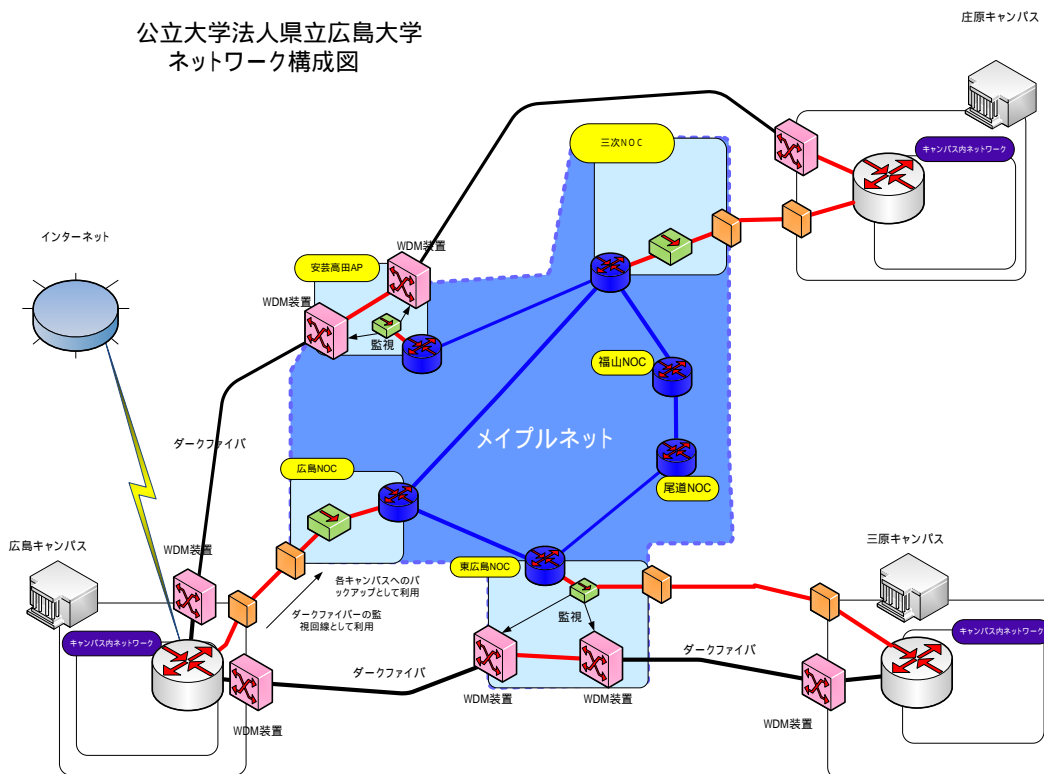 公立大学法人県立広島大学
ネットワーク構成図
庄原キャンパス
三次NOC
キャンパス内ネットワーク
インターネット
WDM装置
安芸高田AP
WDM装置
監視
福山NOC
メイプルネット
ダークファイバ
広島NOC
尾道NOC
広島キャンパス
WDM装置
三原キャンパス
東広島NOC
各キャンパスへのバ
ックアップとして利用
ダークファイバーの監
視回線として利用
監視
キャンパス内ネットワーク
キャンパス内ネットワーク
ダークファイバ
ダークファイバ
WDM装置
WDM装置
WDM装置
WDM装置